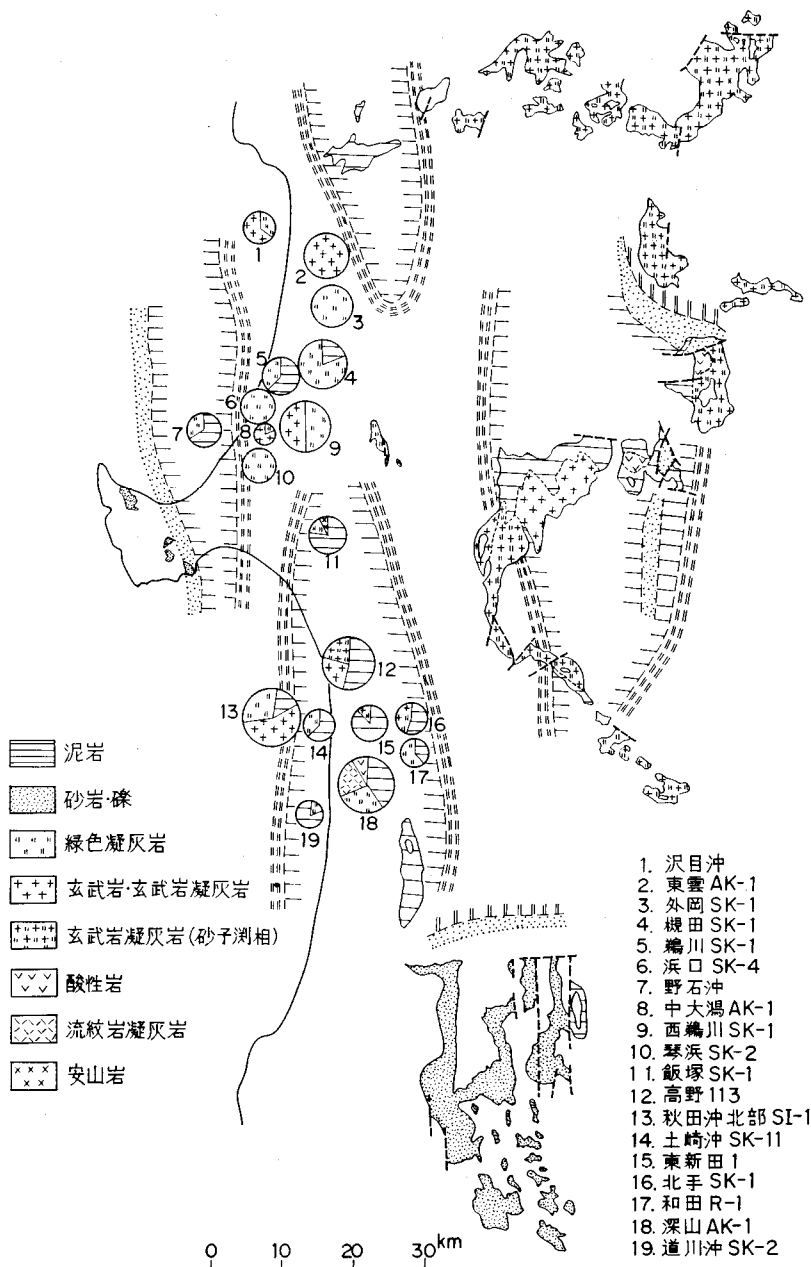 1
2
3
4
5
6
7
8
9
10
11
12
13
14
15
16
17
18
19
泥岩
砂岩・礫
緑色凝灰岩
玄武岩・玄武岩凝灰岩
玄武岩凝灰岩(砂子渕相)
酸性岩
流紋岩凝灰岩
安山岩
1. 沢目沖
2. 東雲 AK-1
3. 外岡 SK-1
4. 槻田 SK-1
5. 鵜川 SK-1
6. 浜口 SK-4
7. 野石沖
8. 中大潟 AK-1
9. 西鵜川 SK-1
10. 琴浜 SK-2
11. 飯塚 SK-1
12. 高野 113
13. 秋田沖北部 SI-1
14. 土崎沖 SK-11
15. 東新田 1
16. 北手 SK-1
17. 和田 R-1
18. 深山 AK-1
19. 道川沖 SK-2
0 10 20 30 km